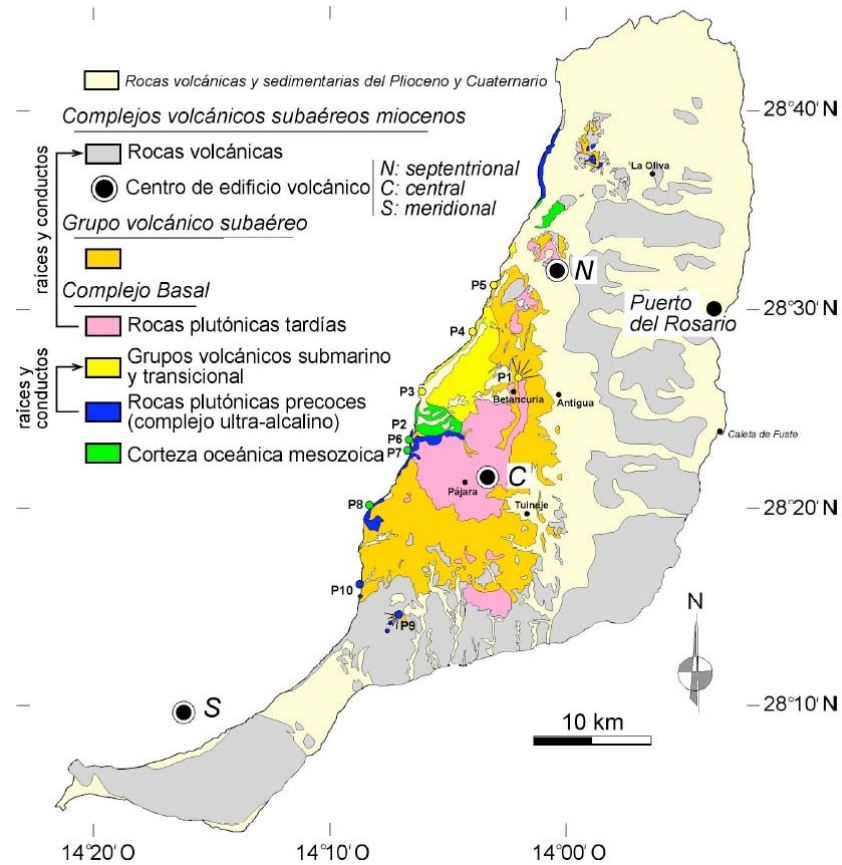 Rocas volcánicas y sedimentarias del Plioceno y Cuaternario
Complejos volcánicos subaéreos miocenos
Rocas volcánicas
Centro de edificio volcánico
N: septentrional
C: central
S: meridional
Grupo volcánico subaéreo
Complejo Basal
Rocas plutónicas tardías
Grupos volcánicos submarino
y transicional
Rocas plutónicas precoces
(complejo ultra-alcalino)
Corteza oceánica mesozoica
raíces y conductos
raíces y
conductos
28°40' N
La Oliva
N
P5
28°30' N
Puerto
del Rosario
P4
P1
P3
Betancuria
Antigua
P2
P6
P7
Caleta de Fuste
C
Pájara
P8
Tuineje
28°20' N
P10
P9
N
S
28°10' N
10 km
14°20' O
14°10' O
14°00' O